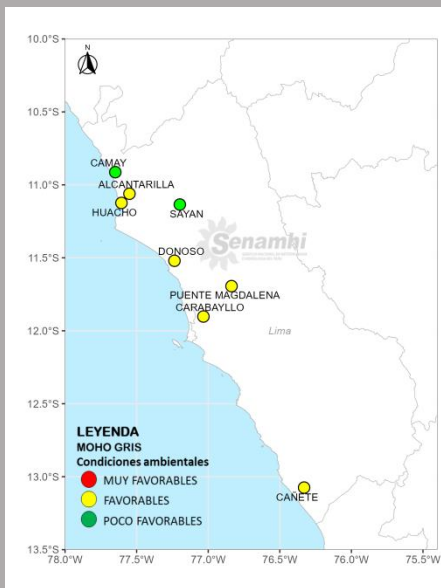 10.0°S
N
10.5°S
CAMAY
11.0°S
ALCANTARILLA
HUACHO
SAYAN
Senamhi
DONOSO
11.5°S
PUENTE MAGDALENA
CARABAYLLO
12.0°S
Lima
12.5°S
LEYENDA
MOHO GRIS
Condiciones ambientales
MUY FAVORABLES
FAVORABLES
POCO FAVORABLES
13.0°S
CAÑETE
13.5°S
78.0°W 77.5°W 77.0°W 76.5°W 76.0°W 75.5°W